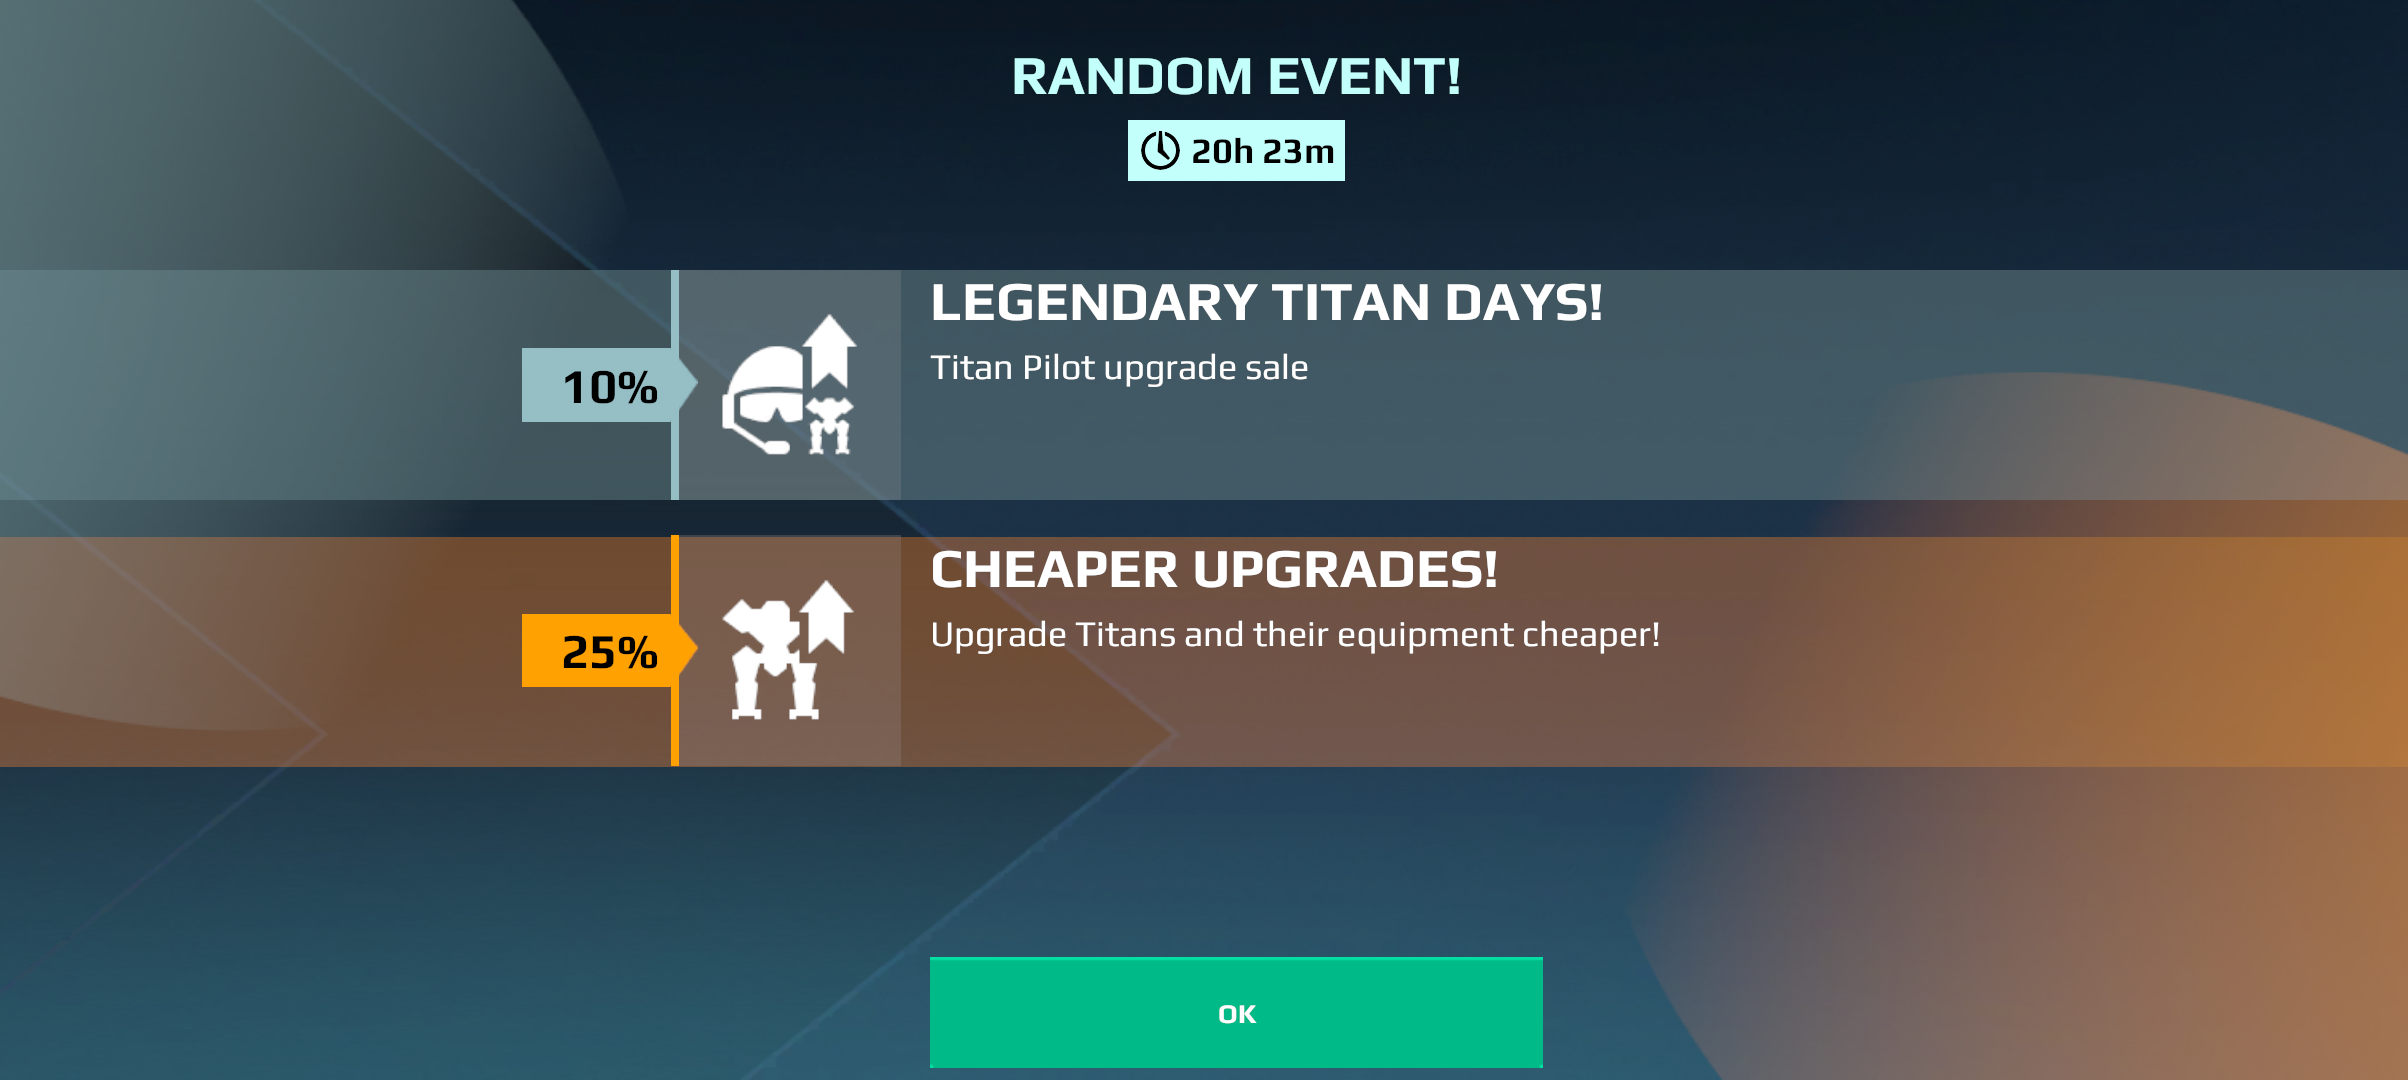 RANDOM EVENT!
20h 23m
LEGENDARY TITAN DAYS!
10%
Titan Pilot upgrade sale
CHEAPER UPGRADES!
25%
Upgrade Titans and their equipment cheaper!
OK